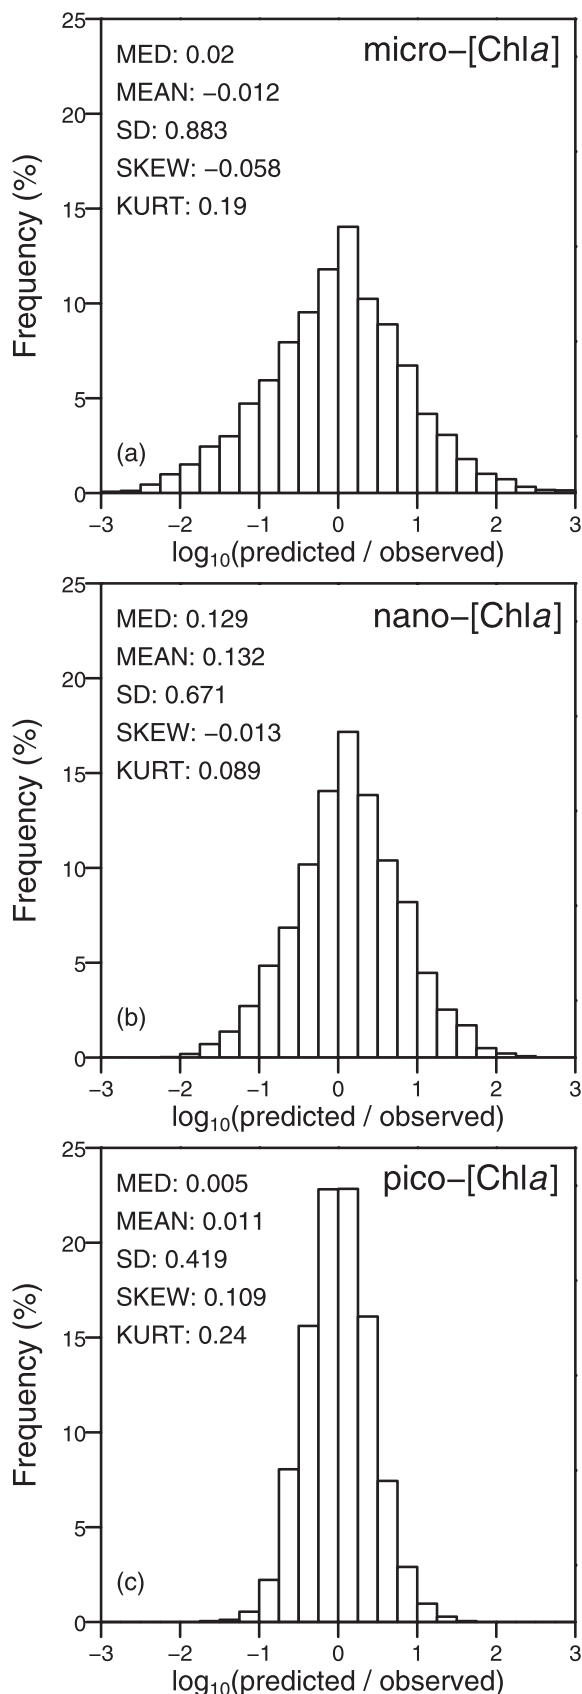 25
micro−[Chla]
MED: 0.02
MEAN: −0.012
20
SD: 0.883
SKEW: −0.058
15
KURT: 0.19
Frequency (%)
10
5
(a)
0
−3 −2 −1 0 1 2 3
log10(predicted / observed)
25
nano−[Chla]
MED: 0.129
MEAN: 0.132
20
SD: 0.671
SKEW: −0.013
15
KURT: 0.089
Frequency (%)
10
5
(b)
0
−3 −2 −1 0 1 2 3
log10(predicted / observed)
25
pico−[Chla]
MED: 0.005
MEAN: 0.011
20
SD: 0.419
SKEW: 0.109
15
KURT: 0.24
Frequency (%)
10
5
(c)
0
−3 −2 −1 0 1 2 3
log10(predicted / observed)